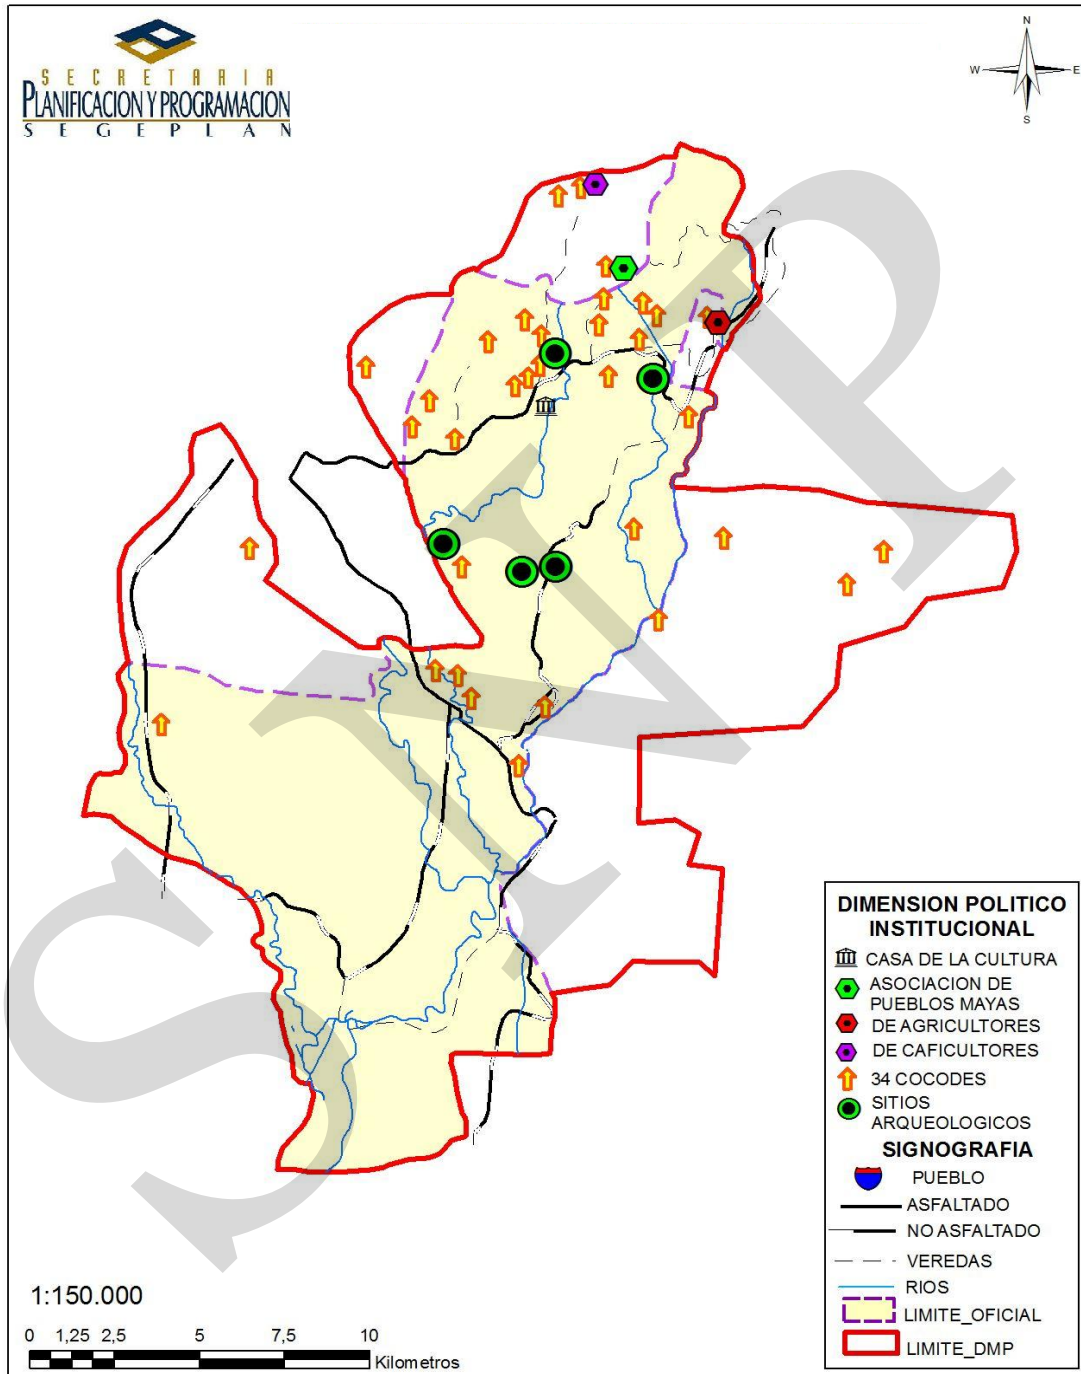 SECRETARIA
PLANIFICACION Y PROGRAMACION
SEGEPLAN
N
W E
S
SNP
DIMENSION POLITICO
INSTITUCIONAL
CASA DE LA CULTURA
ASOCIACION DE
PUEBLOS MAYAS
DE AGRICULTORES
DE CAFICULTORES
34 COCODES
SITIOS
ARQUEOLOGICOS
SIGNOGRAFIA
PUEBLO
ASFALTADO
NO ASFALTADO
VEREDAS
RIOS
LIMITE_OFICIAL
LIMITE_DMP
1:150.000
0 1,25 2,5 5 7,5 10
Kilometros